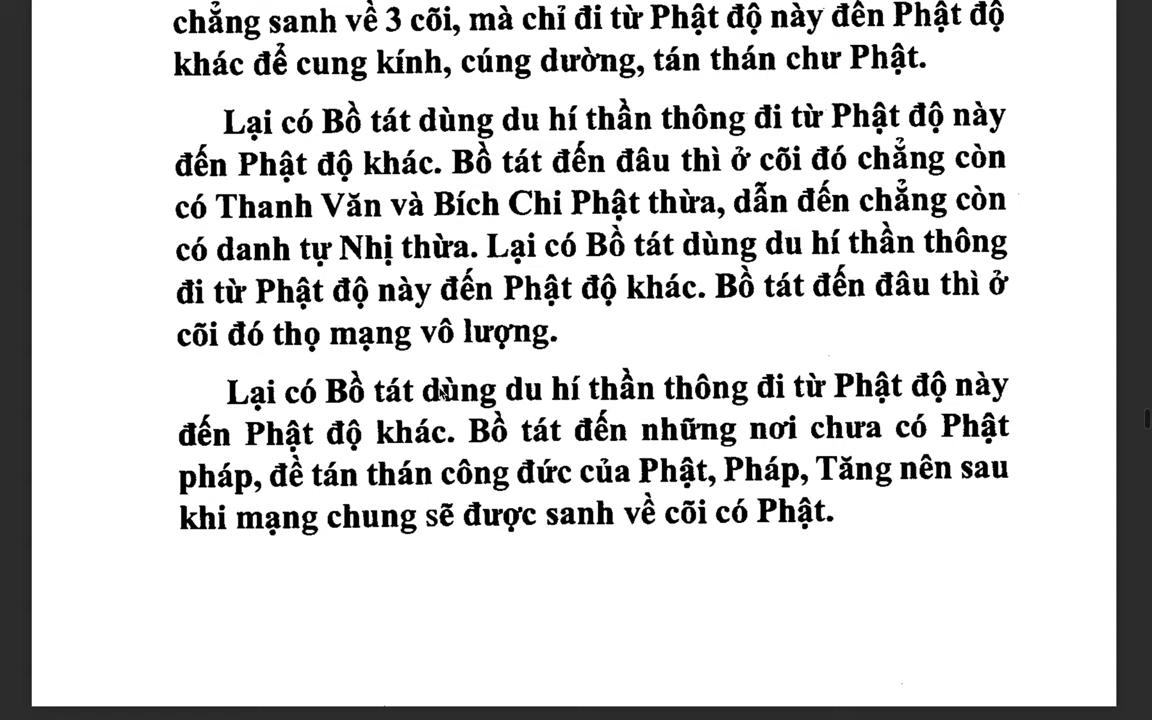 chẳng sanh về 3 cõi, mà chỉ đi từ Phật độ này đến Phật độ
khác để cung kính, cúng dường, tán thán chư Phật.
Lại có Bồ tát dùng du hí thần thông đi từ Phật độ này
đến Phật độ khác. Bồ tát đến đâu thì ở cõi đó chẳng còn
có Thanh Văn và Bích Chi Phật thừa, dẫn đến chẳng còn
có danh tự Nhị thừa. Lại có Bồ tát dùng du hí thần thông
đi từ Phật độ này đến Phật độ khác. Bồ tát đến đâu thì ở
cõi đó thọ mạng vô lượng.
Lại có Bồ tát dùng du hí thần thông đi từ Phật độ này
đến Phật độ khác. Bồ tát đến những nơi chưa có Phật
pháp, đề tán thán công đức của Phật, Pháp, Tăng nên sau
khi mạng chung sẽ được sanh về cõi có Phật.